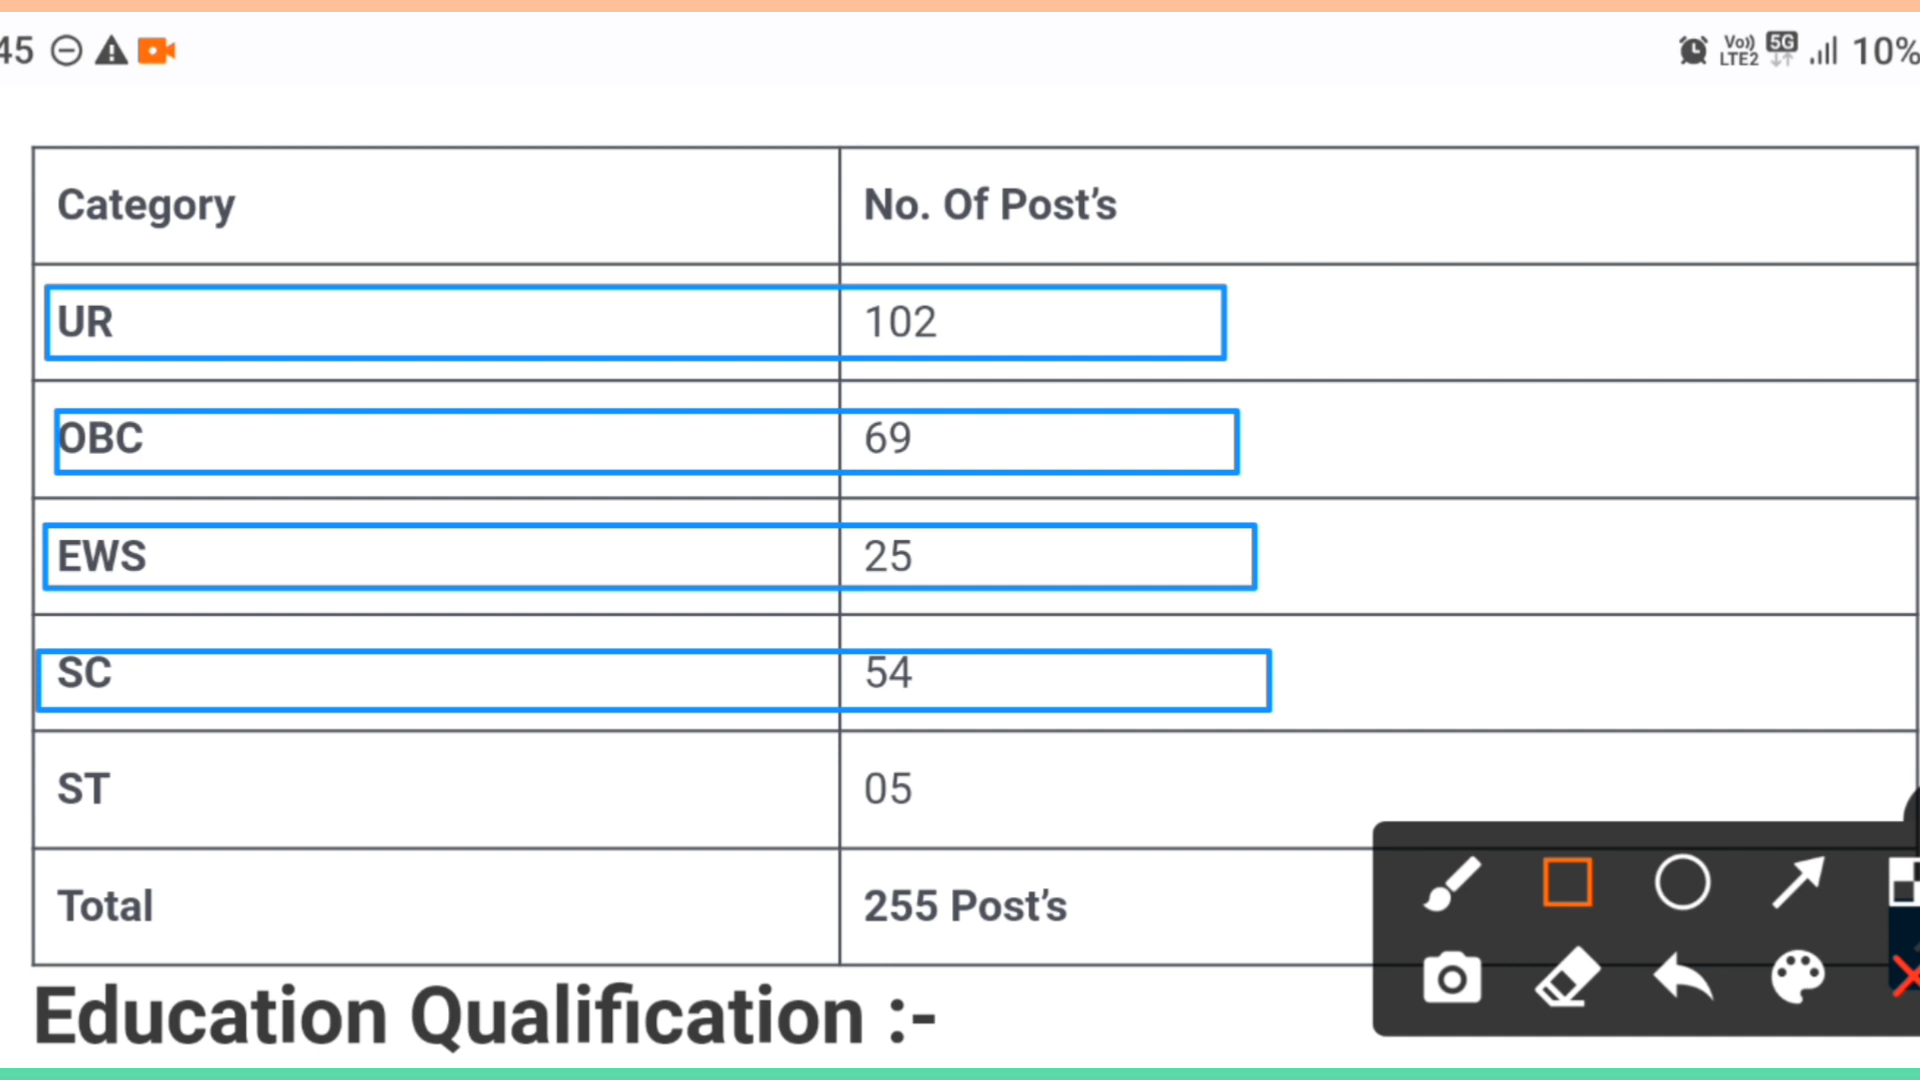 45 Vo)) LTE2 5G 10%
Category No. Of Post's
UR 102
OBC 69
EWS 25
SC 54
ST 05
Total 255 Post's
Education Qualification :-